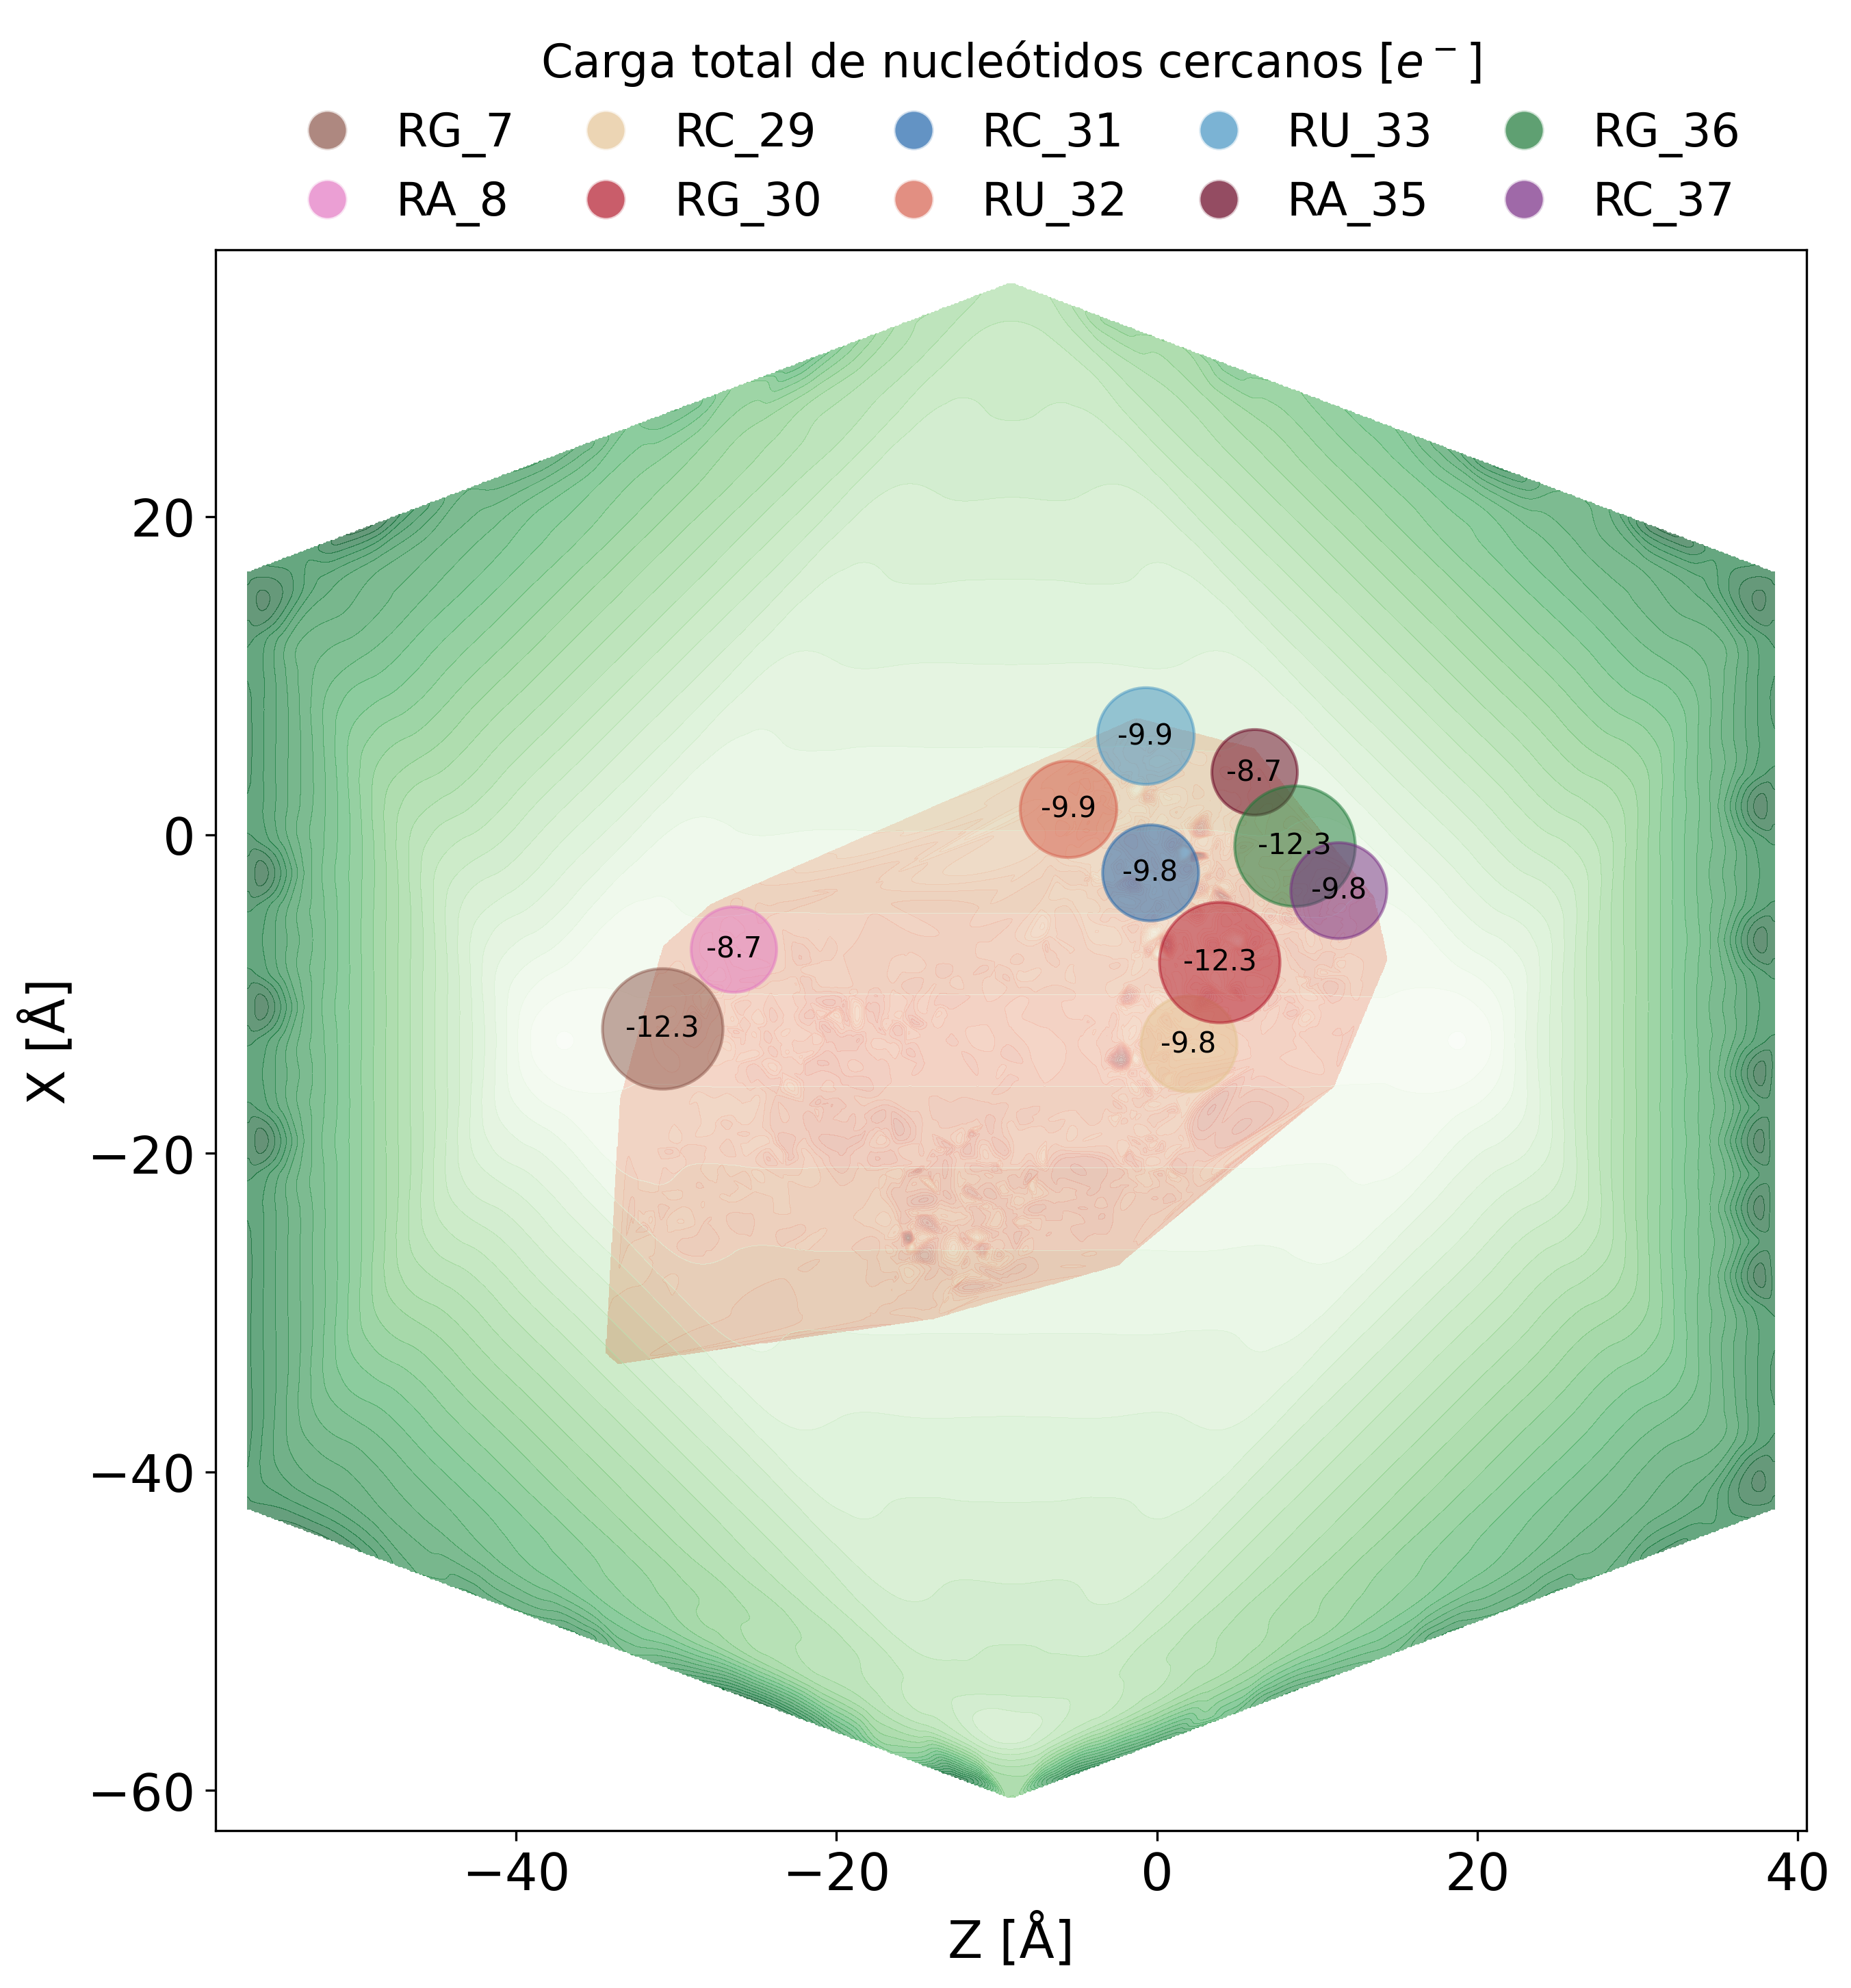 Carga total de nucleótidos cercanos [e⁻]
RG_7 RC_29 RC_31 RU_33 RG_36
RA_8 RG_30 RU_32 RA_35 RC_37
20
0
−20
−40
−60
X [Å]
-9.9
-8.7
-9.9
-12.3
-9.8
-9.8
-8.7
-12.3
-12.3
-9.8
−40 −20 0 20 40
Z [Å]